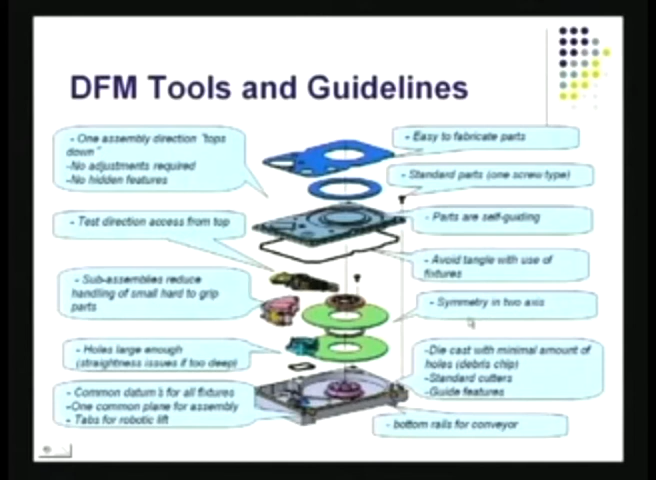 DFM Tools and Guidelines
- One assembly direction "tops
down"
-No adjustments required
-No hidden features
- Test direction access from top
- Sub-assemblies reduce
handling of small hard to grip
parts
- Holes large enough
(straightness issues if too deep)
- Common datum's for all fixtures
-One common plane for assembly
- Tabs for robotic lift
- Easy to fabricate parts
- Standard parts (one screw type)
- Parts are self-guiding
- Avoid tangle with use of
fixtures
- Symmetry in two axis
-Die cast with minimal amount of
holes (debris chip)
-Standard cutters
-Guide features
- bottom rails for conveyor